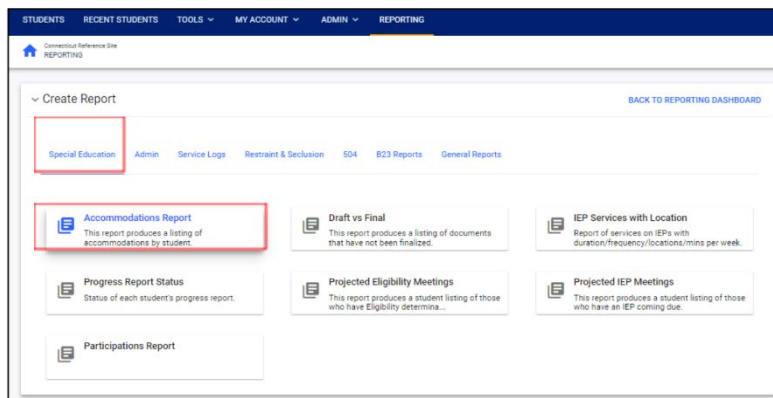 STUDENTS RECENT STUDENTS TOOLS MY ACCOUNT ADMIN REPORTING
Connecticut Reference Site
REPORTING
Create Report BACK TO REPORTING DASHBOARD
Special Education Admin Service Logs Restraint & Seclusion 504 B23 Reports General Reports
Accommodations Report
This report produces a listing of
accommodations by student.
Draft vs Final
This report produces a listing of documents
that have not been finalized.
IEP Services with Location
Report of services on IEPs with
duration/frequency/locations/mins per week.
Progress Report Status
Status of each student's progress report.
Projected Eligibility Meetings
This report produces a student listing of those
who have Eligibility determina...
Projected IEP Meetings
This report produces a student listing of those
who have an IEP coming due.
Participations Report